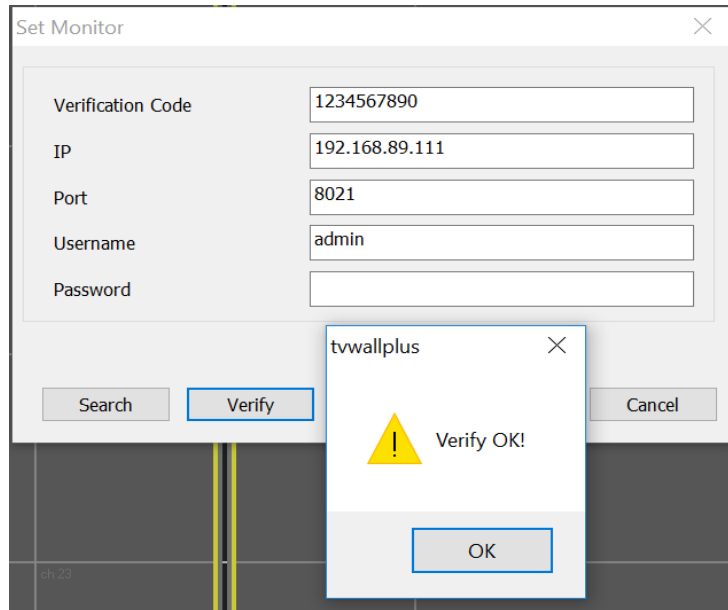 Set Monitor
Verification Code
1234567890
IP
192.168.89.111
Port
8021
Username
admin
Password
tvwallplus
Verify OK!
OK
Search
Verify
Cancel
ch 23